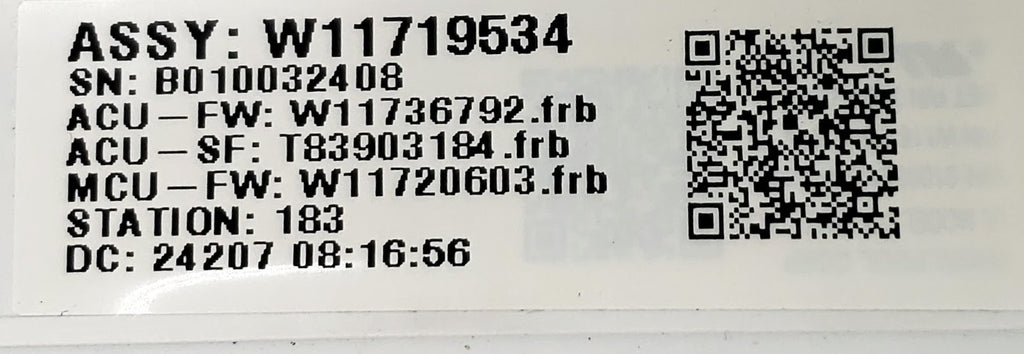 ASSY: W11719534
SN: B010032408
ACU-FW: W11736792.frb
ACU-SF: T83903184.frb
MCU-FW: W11720603.frb
STATION: 183
DC: 24207 08:16:56